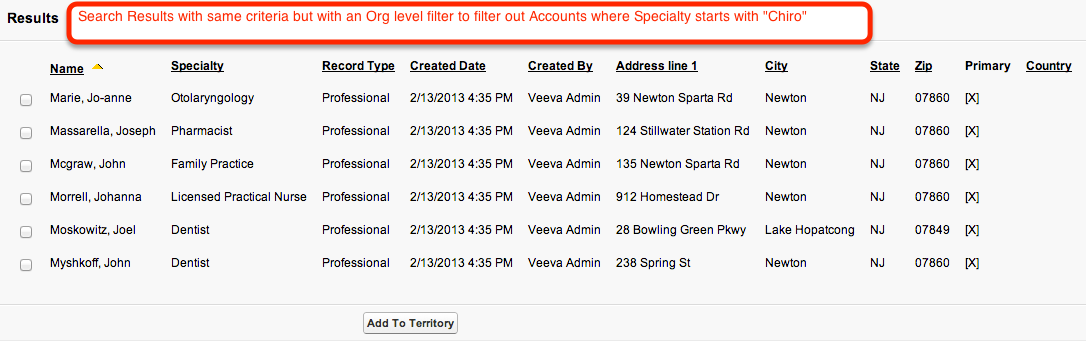 Results Search Results with same criteria but with an Org level filter to filter out Accounts where Specialty starts with "Chiro"
Name Specialty Record Type Created Date Created By Address line 1 City State Zip Primary Country
Marie, Jo-anne Otolaryngology Professional 2/13/2013 4:35 PM Veeva Admin 39 Newton Sparta Rd Newton NJ 07860 [X]
Massarella, Joseph Pharmacist Professional 2/13/2013 4:35 PM Veeva Admin 124 Stillwater Station Rd Newton NJ 07860 [X]
Mcgraw, John Family Practice Professional 2/13/2013 4:35 PM Veeva Admin 135 Newton Sparta Rd Newton NJ 07860 [X]
Morrell, Johanna Licensed Practical Nurse Professional 2/13/2013 4:35 PM Veeva Admin 912 Homestead Dr Newton NJ 07860 [X]
Moskowitz, Joel Dentist Professional 2/13/2013 4:35 PM Veeva Admin 28 Bowling Green Pkwy Lake Hopatcong NJ 07849 [X]
Myshkoff, John Dentist Professional 2/13/2013 4:35 PM Veeva Admin 238 Spring St Newton NJ 07860 [X]
Add To Territory